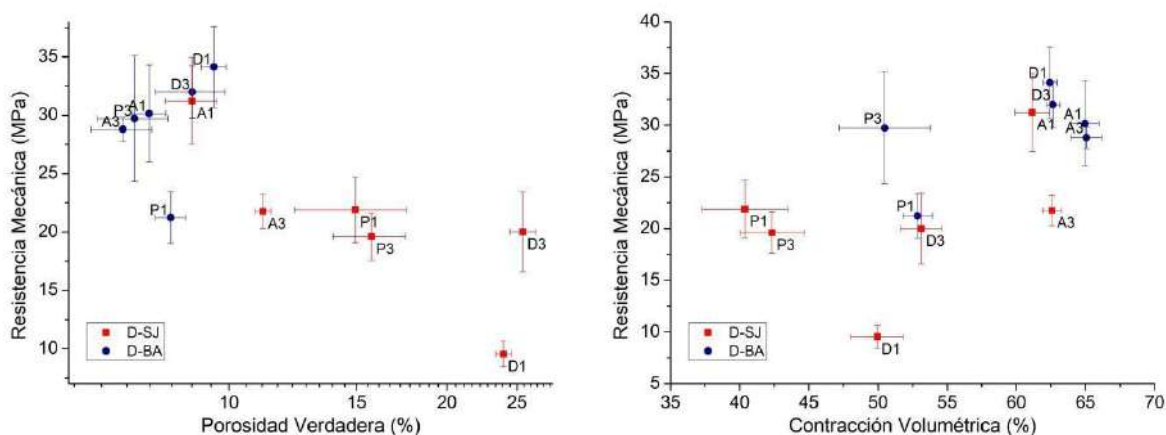 Resistencia Mecánica (MPa)
35
30
25
20
15
10
D1
D3
A1
P3
A1
A3
P1
A3
P1
P3
D3
D1
D-SJ
D-BA
10
15
20
25
Porosidad Verdadera (%)
Resistencia Mecánica (MPa)
40
35
30
25
20
15
10
5
D1
D3
A1
A1
A3
P3
P1
P1
P3
D3
A3
D1
D-SJ
D-BA
35
40
45
50
55
60
65
70
Contracción Volumétrica (%)